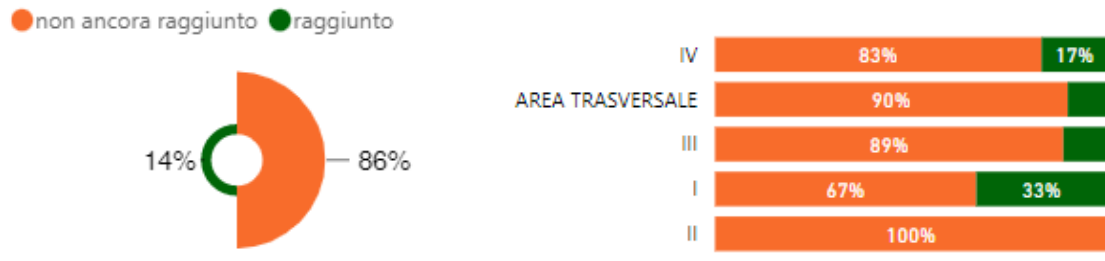 non ancora raggiunto raggiunto
14% 86%
IV 83% 17%
AREA TRASVERSALE 90%
III 89%
I 67% 33%
II 100%